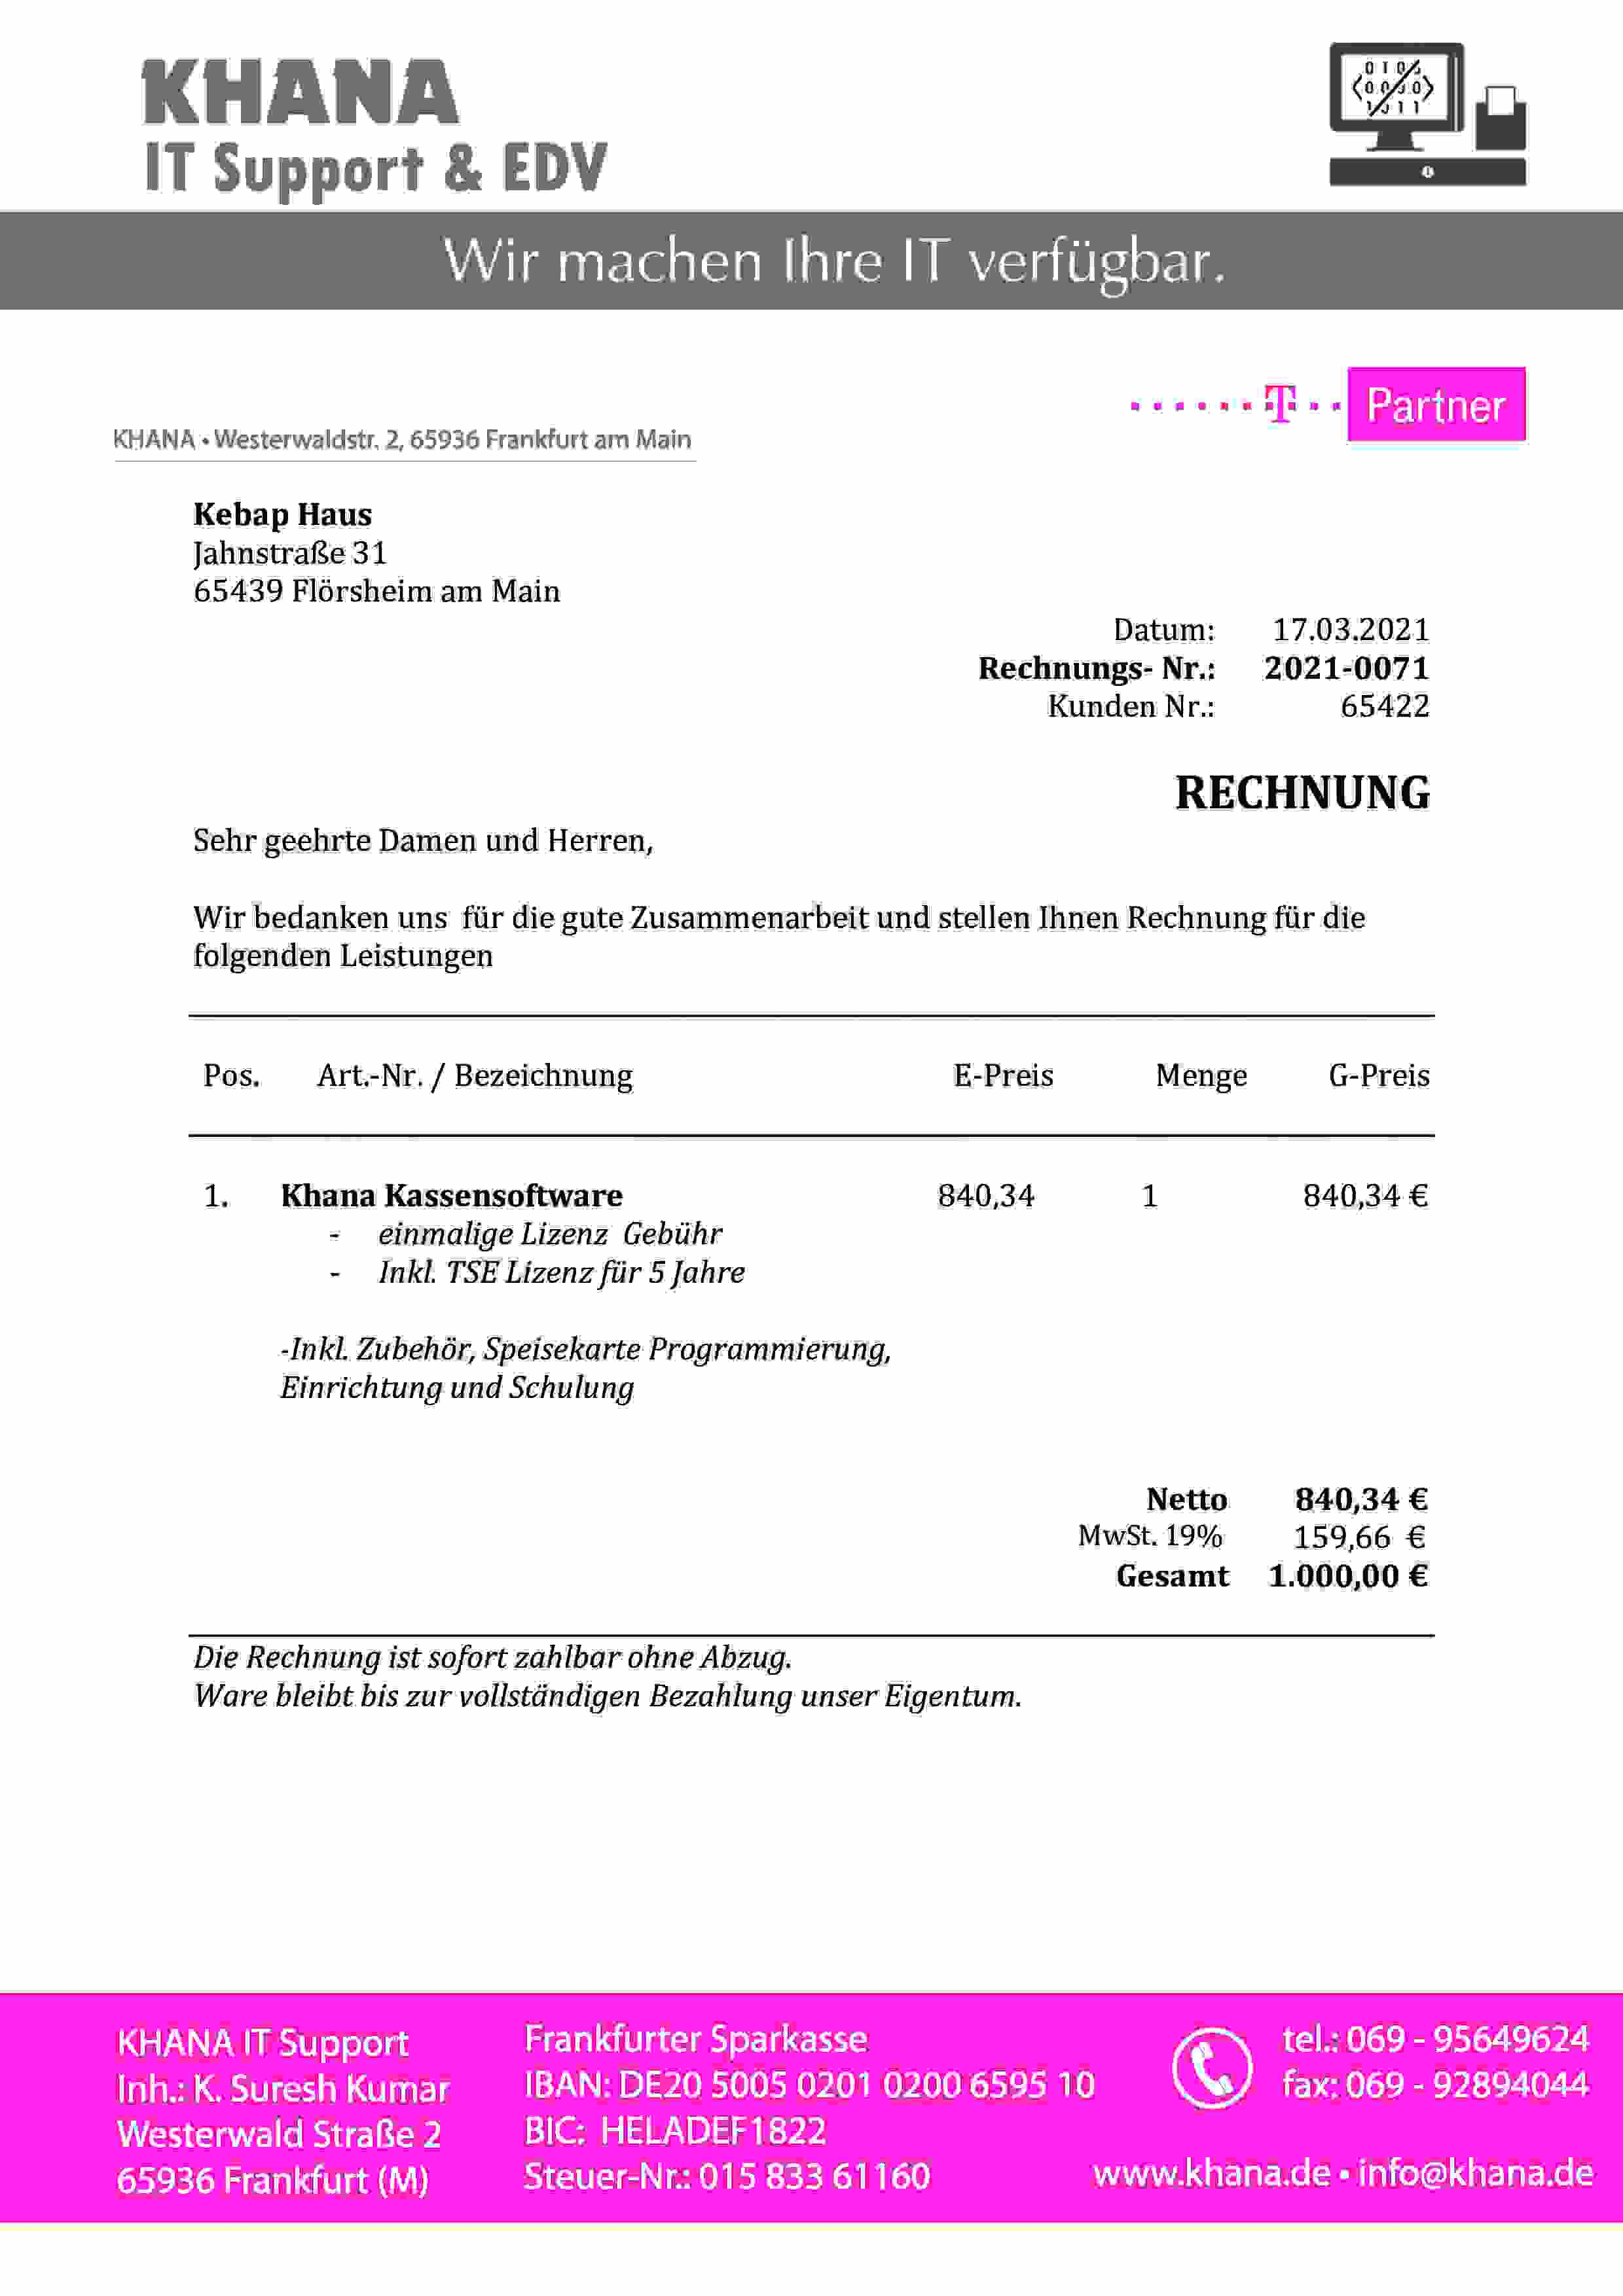 KHANA
IT Support & EDV
Wir machen Ihre IT verfügbar.
T Partner
KHANA • Westerwaldstr. 2, 65936 Frankfurt am Main
Kebap Haus
Jahnstraße 31
65439 Flörsheim am Main
Datum: 17.03.2021
Rechnungs- Nr.: 2021-0071
Kunden Nr.: 65422
RECHNUNG
Sehr geehrte Damen und Herren,
Wir bedanken uns für die gute Zusammenarbeit und stellen Ihnen Rechnung für die
folgenden Leistungen
Pos. Art.-Nr. / Bezeichnung E-Preis Menge G-Preis
1. Khana Kassensoftware 840,34 1 840,34 €
- einmalige Lizenz Gebühr
- Inkl. TSE Lizenz für 5 Jahre
-Inkl. Zubehör, Speisekarte Programmierung,
Einrichtung und Schulung
Netto 840,34 €
MwSt. 19% 159,66 €
Gesamt 1.000,00 €
Die Rechnung ist sofort zahlbar ohne Abzug.
Ware bleibt bis zur vollständigen Bezahlung unser Eigentum.
KHANA IT Support
Inh.: K. Suresh Kumar
Westerwald Straße 2
65936 Frankfurt (M)
Frankfurter Sparkasse
IBAN: DE20 5005 0201 0200 6595 10
BIC: HELADEF1822
Steuer-Nr.: 015 833 61160
tel.: 069 - 95649624
fax: 069 - 92894044
www.khana.de • info@khana.de